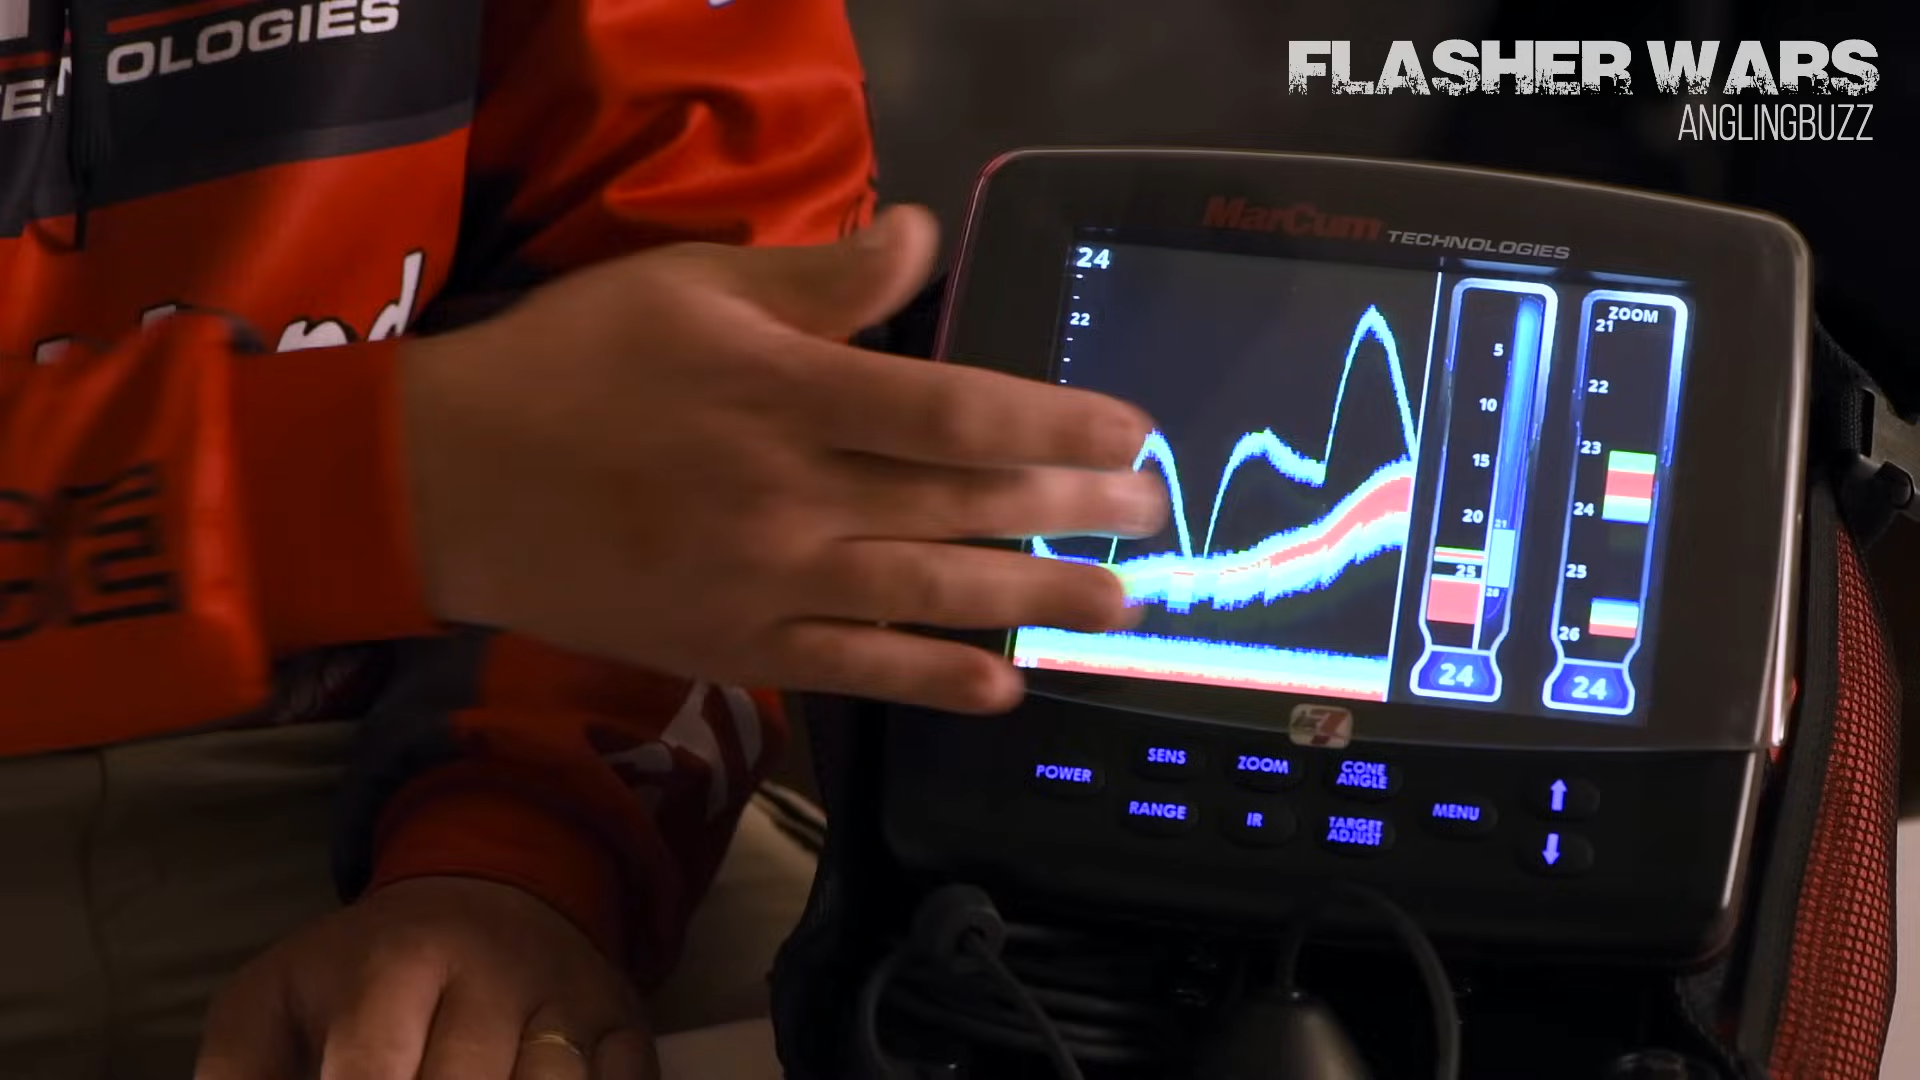 OLOGIES
FLASHER WARS
ANGLINGBUZZ
MarCum TECHNOLOGIES
24
22
5
10
15
20
21
25
24
ZOOM
21
22
23
24
25
26
24
POWER
SENS
ZOOM
CONE ANGLE
RANGE
IR
TARGET ADJUST
MENU